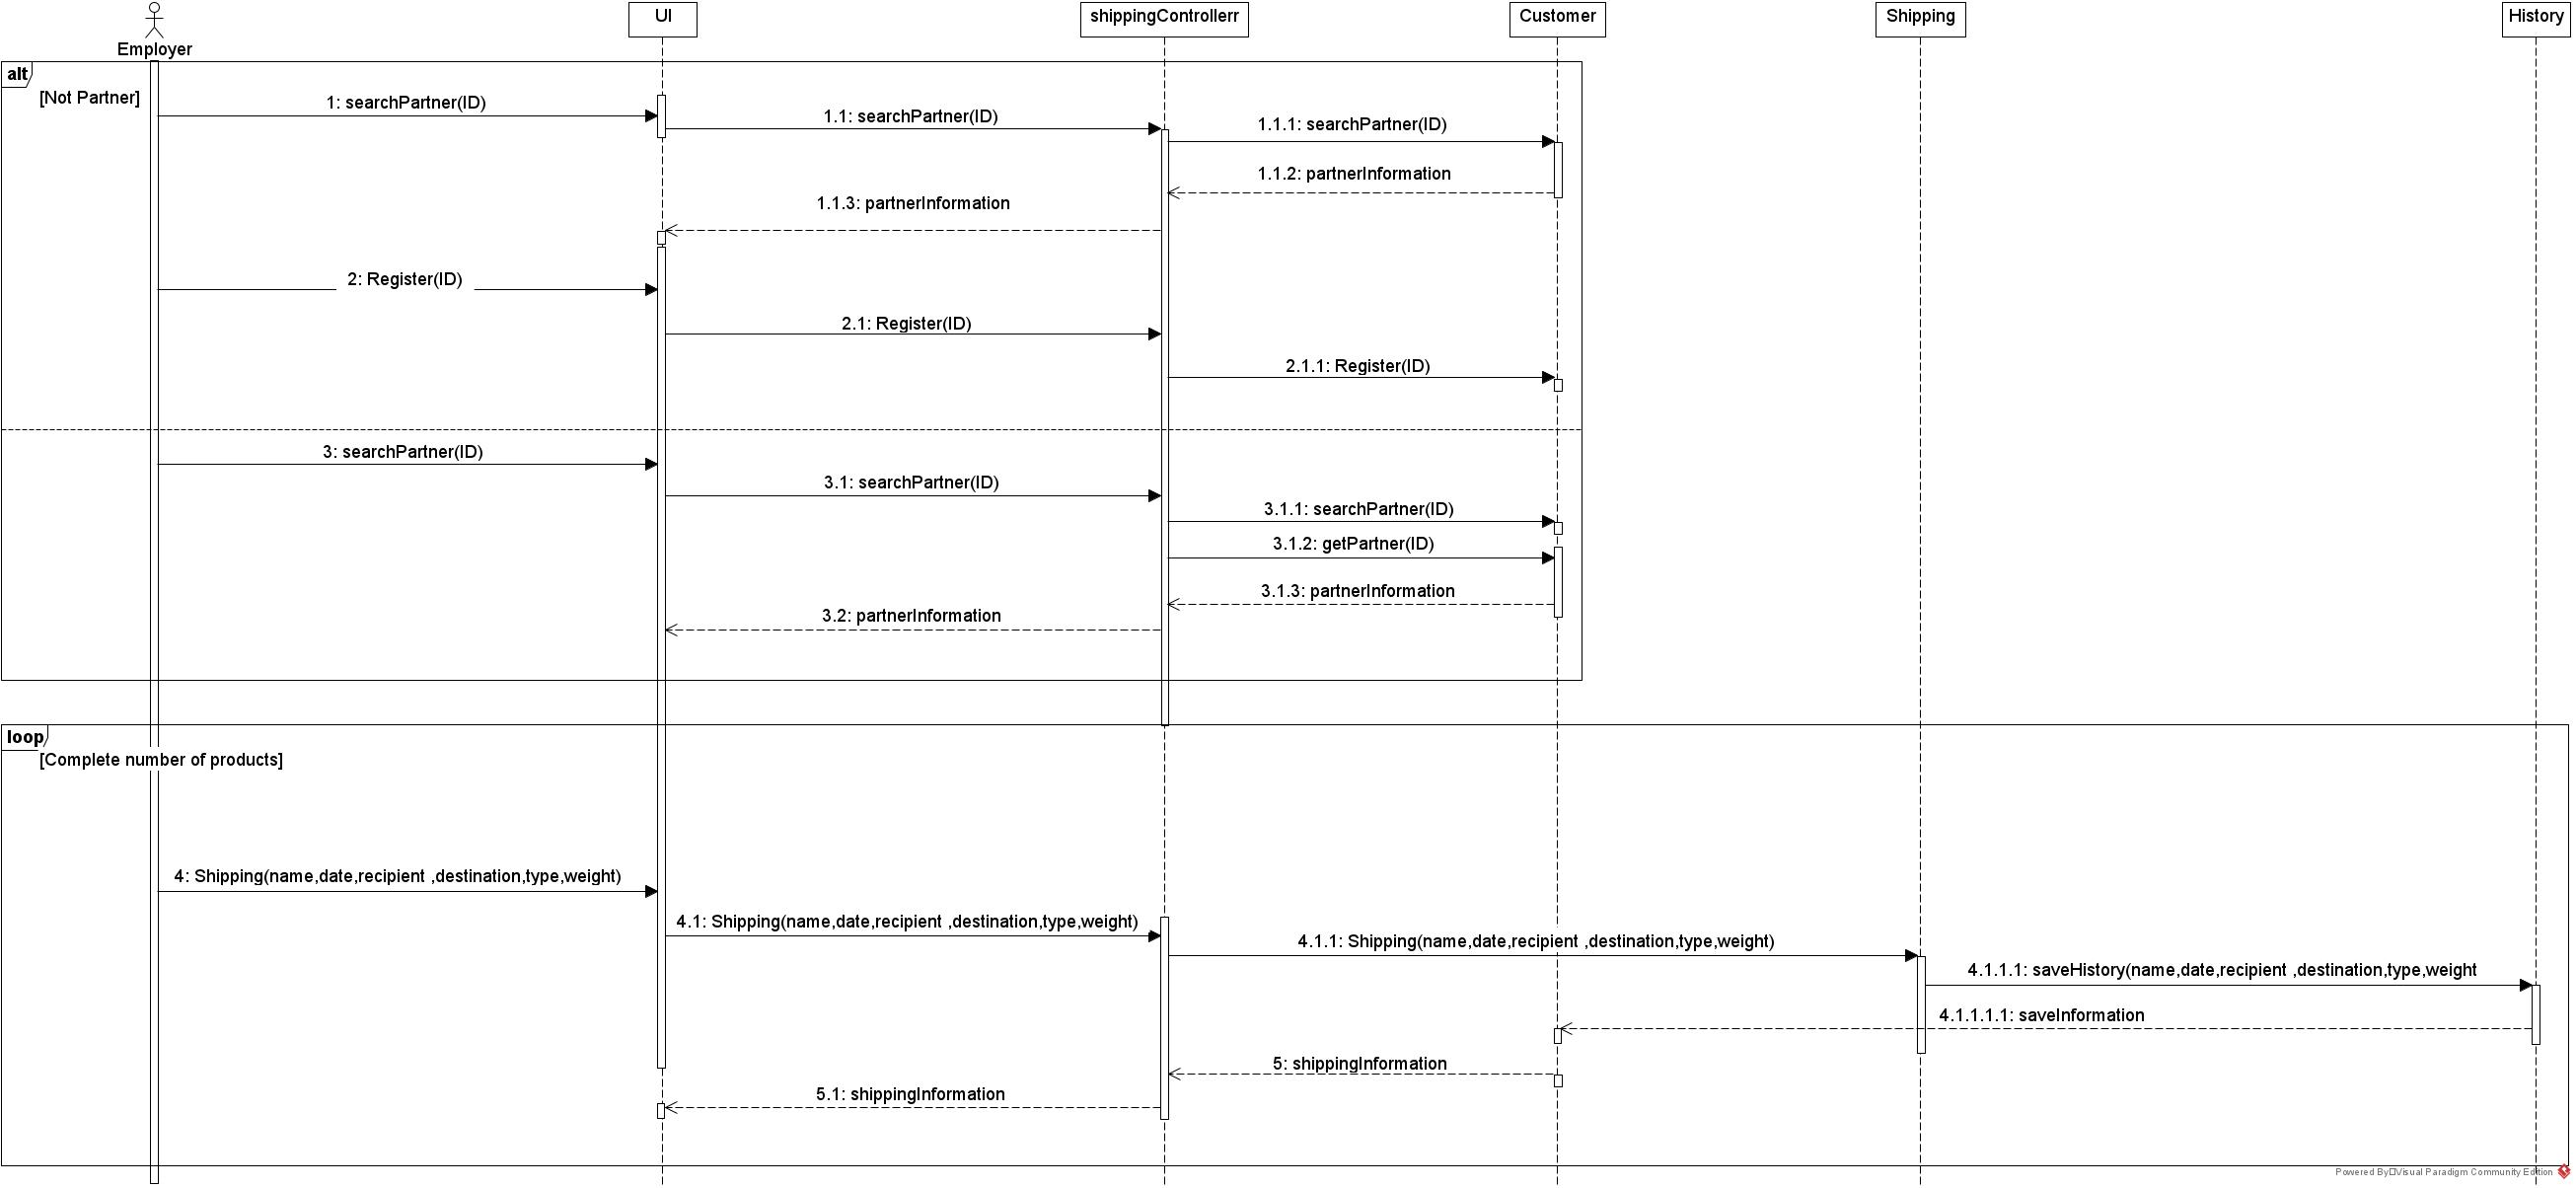 Employer
UI
shippingControllerr
Customer
Shipping
History
alt
[Not Partner]
1: searchPartner(ID)
1.1: searchPartner(ID)
1.1.1: searchPartner(ID)
1.1.2: partnerInformation
1.1.3: partnerInformation
2: Register(ID)
2.1: Register(ID)
2.1.1: Register(ID)
3: searchPartner(ID)
3.1: searchPartner(ID)
3.1.1: searchPartner(ID)
3.1.2: getPartner(ID)
3.1.3: partnerInformation
3.2: partnerInformation
loop
[Complete number of products]
4: Shipping(name,date,recipient ,destination,type,weight)
4.1: Shipping(name,date,recipient ,destination,type,weight)
4.1.1: Shipping(name,date,recipient ,destination,type,weight)
4.1.1.1: saveHistory(name,date,recipient ,destination,type,weight
4.1.1.1.1: saveInformation
5: shippingInformation
5.1: shippingInformation
Powered By□Visual Paradigm Community Edition